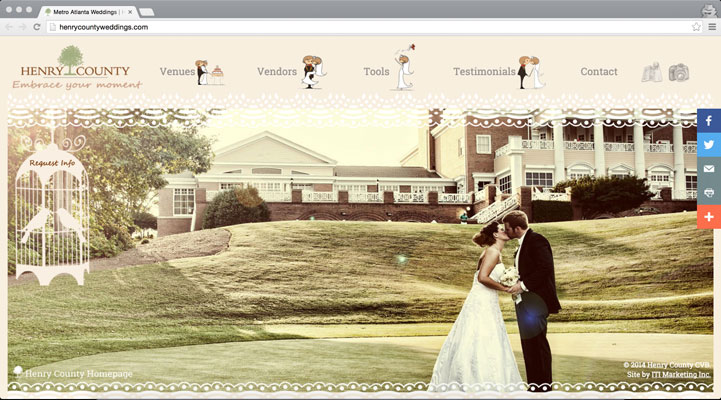 Metro Atlanta Weddings | H
henrycountyweddings.com
HENRY COUNTY
Embrace your moment
Venues
Vendors
Tools
Testimonials
Contact
Request Info
Henry County Homepage
© 2014 Henry County CVB.
Site by ITI Marketing Inc.